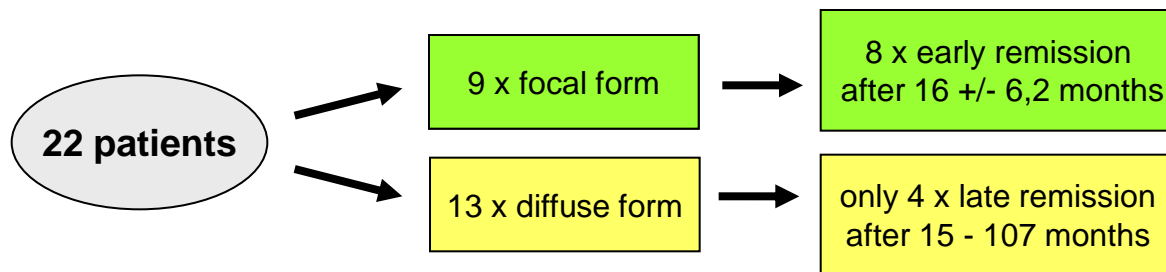 22 patients
9 x focal form
8 x early remission
after 16 +/- 6,2 months
13 x diffuse form
only 4 x late remission
after 15 - 107 months